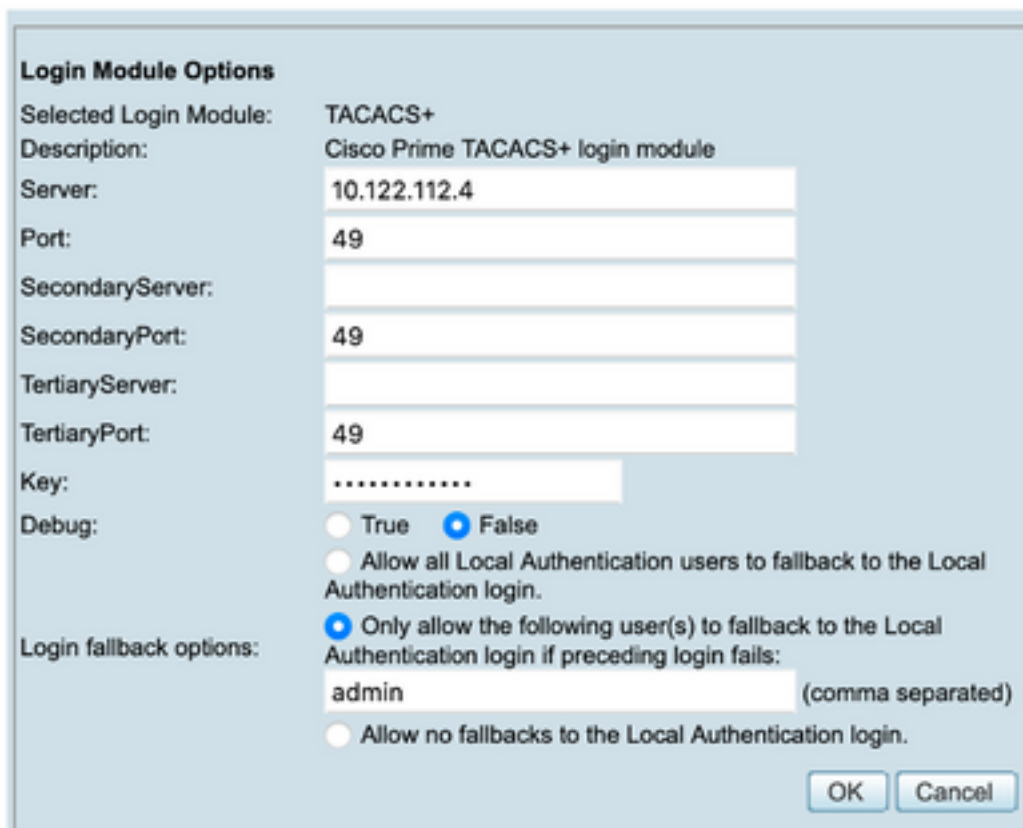 Login Module Options
Selected Login Module: TACACS+
Description: Cisco Prime TACACS+ login module
Server: 10.122.112.4
Port: 49
SecondaryServer:
SecondaryPort: 49
TertiaryServer:
TertiaryPort: 49
Key: ••••••••••••
Debug: True False
Allow all Local Authentication users to fallback to the Local
Authentication login.
Only allow the following user(s) to fallback to the Local
Login fallback options: Authentication login if preceding login fails:
admin (comma separated)
Allow no fallbacks to the Local Authentication login.
OK Cancel